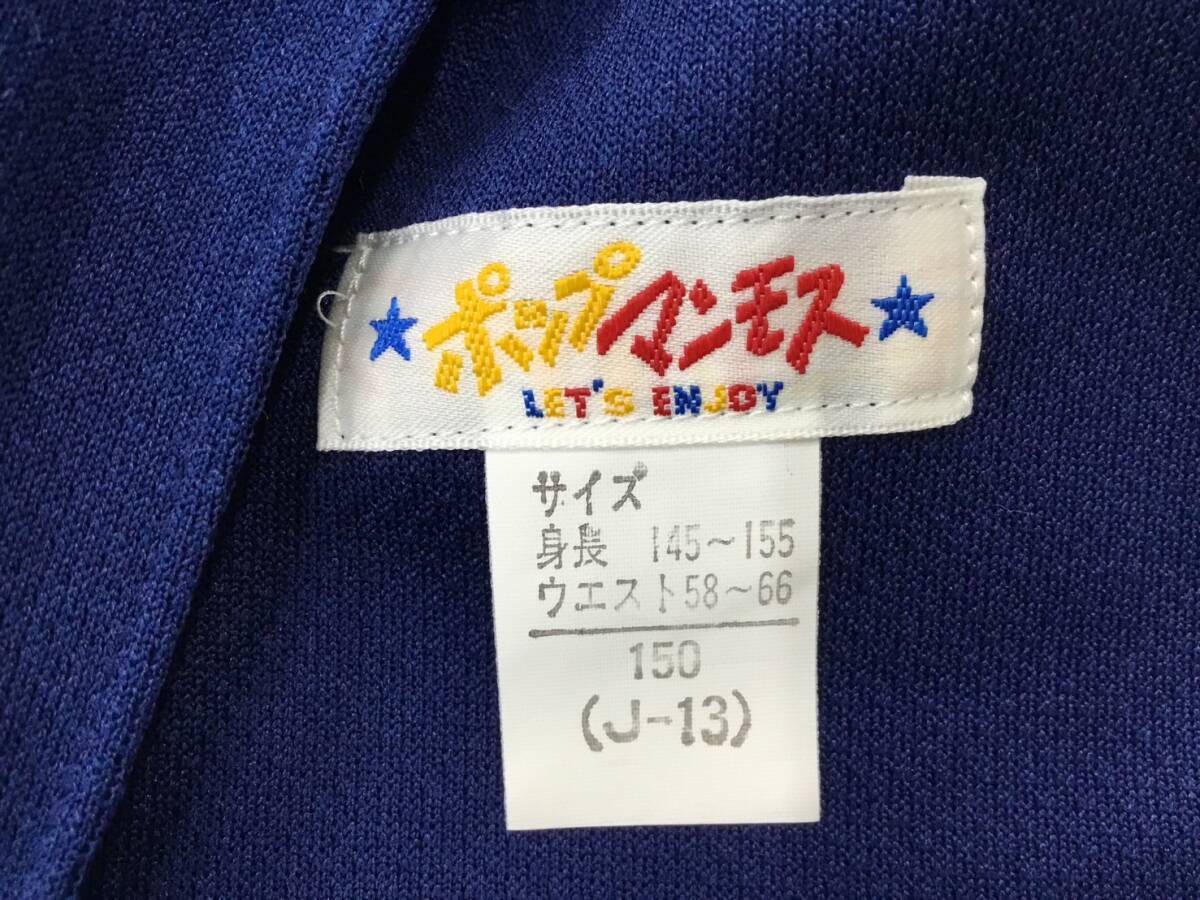 ポップマンモス
LET'S ENJOY
サイズ
身長 145～155
ウエスト58～66
150
(J-13)